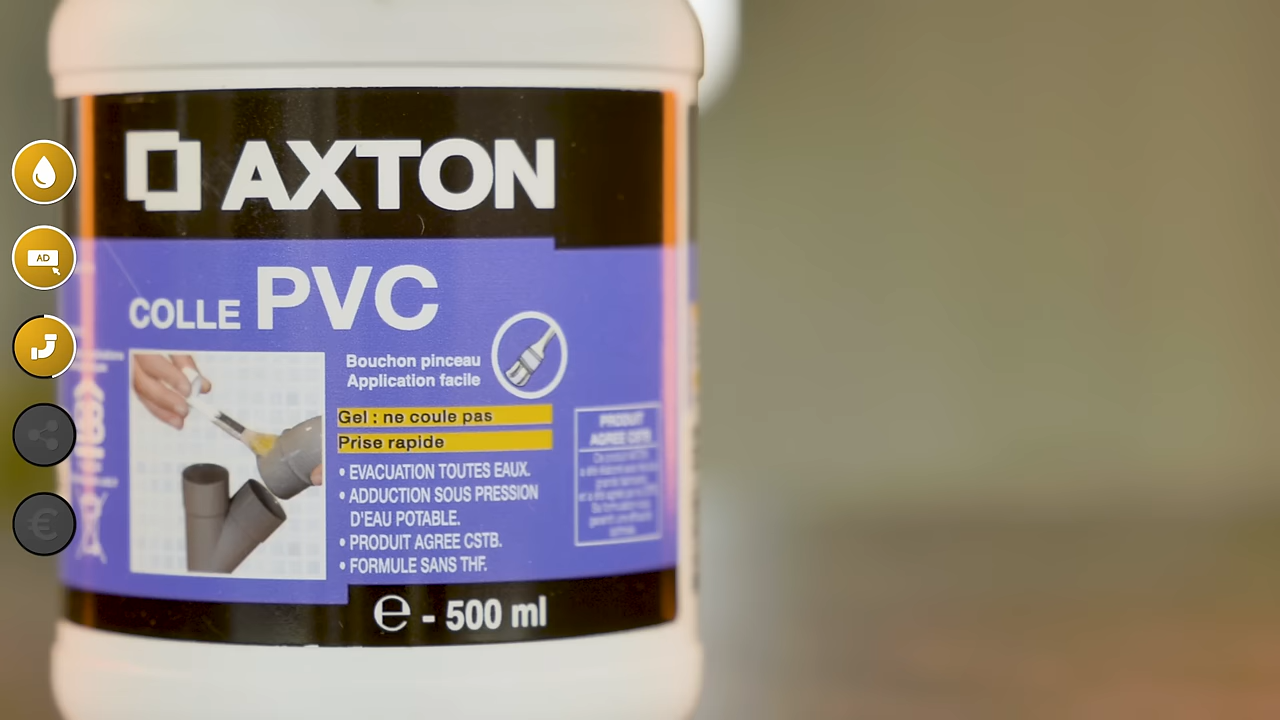 AXTON
COLLE PVC
Bouchon pinceau
Application facile
Gel : ne coule pas
Prise rapide
• EVACUATION TOUTES EAUX.
• ADDUCTION SOUS PRESSION
D'EAU POTABLE.
• PRODUIT AGREE CSTB.
• FORMULE SANS THF.
PRODUIT
AGREE CSTB
e - 500 ml
AD
€